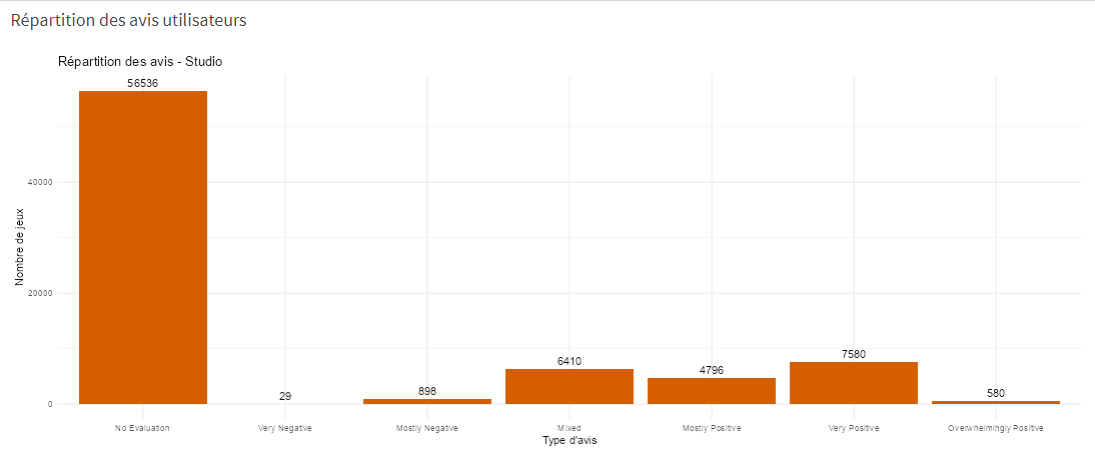 Répartition des avis utilisateurs
Répartition des avis - Studio
56536
40000
20000
0
Nombre de jeux
29
898
6410
4796
7580
580
No Evaluation
Very Negative
Mostly Negative
Mixed
Mostly Positive
Very Positive
Overwhelmingly Positive
Type d'avis